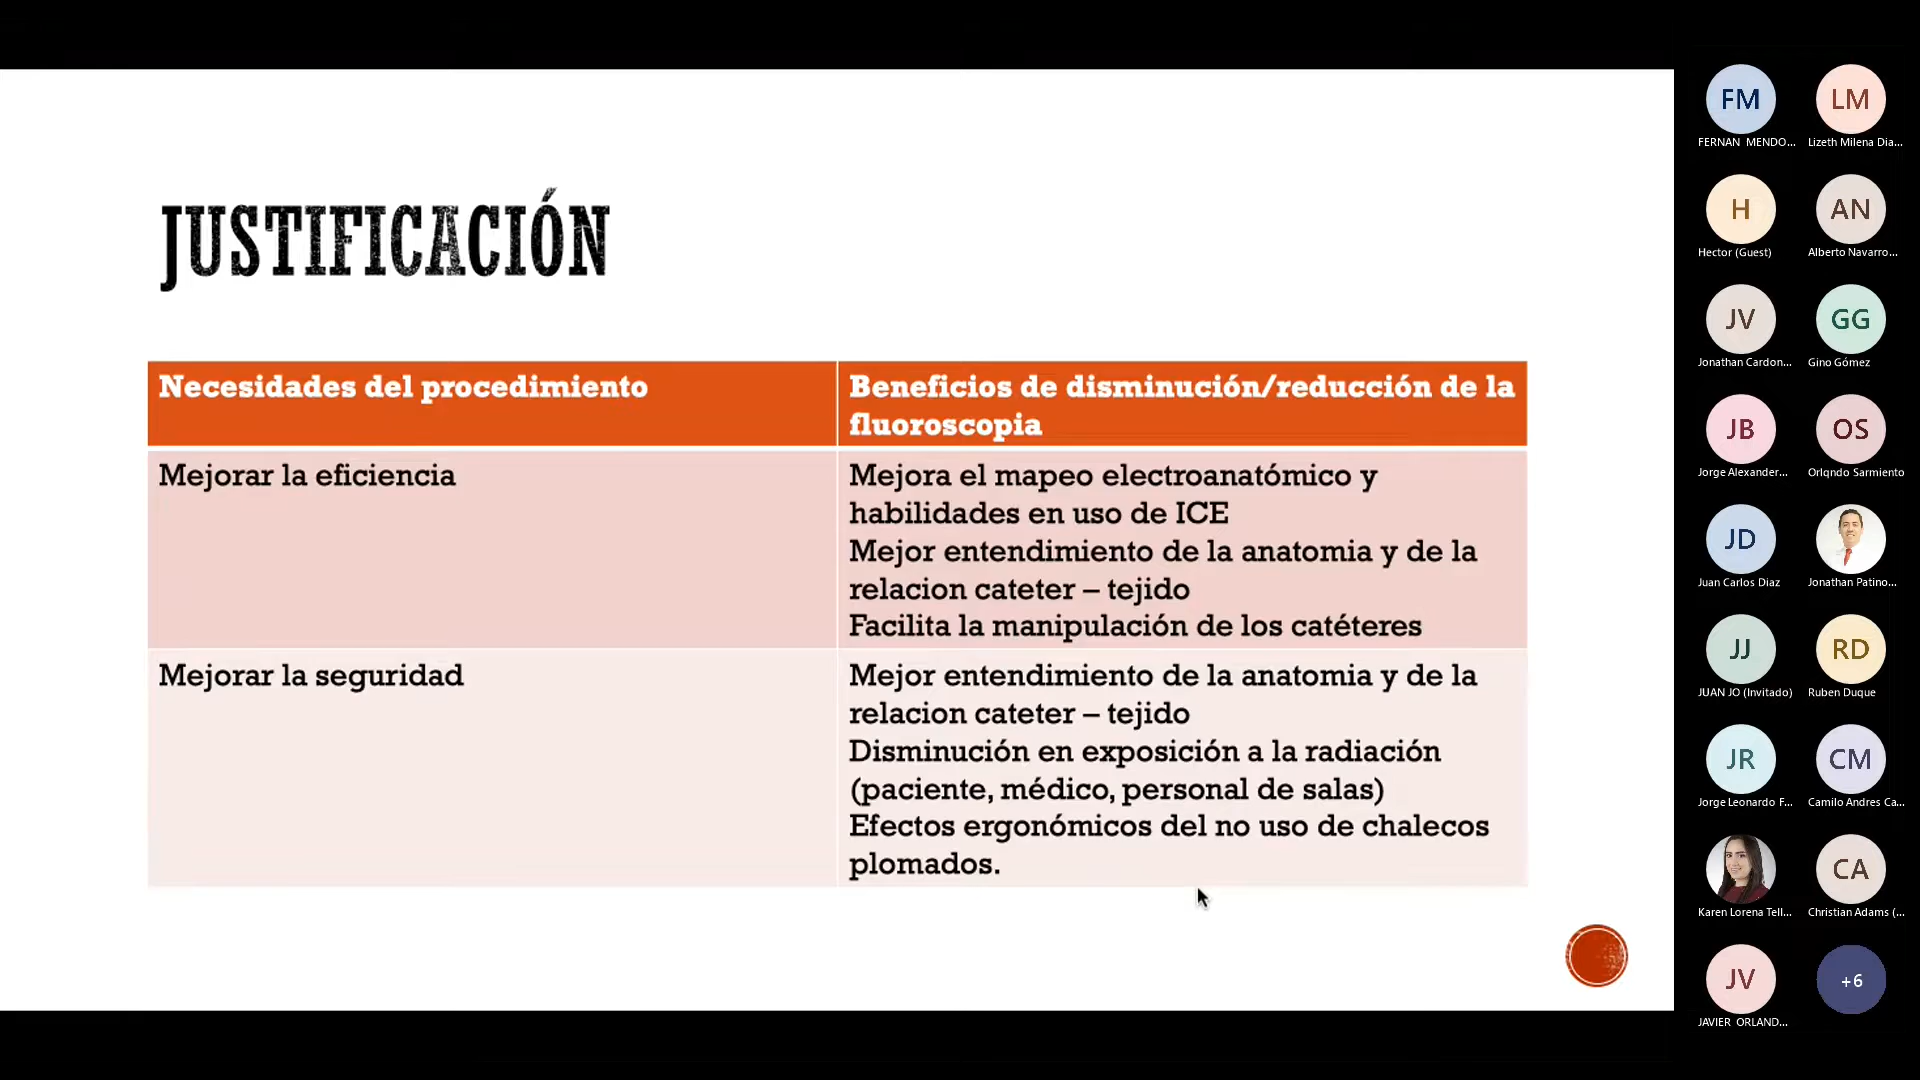 JUSTIFICACIÓN
Necesidades del procedimiento
Beneficios de disminución/reducción de la
fluoroscopia
Mejorar la eficiencia
Mejora el mapeo electroanatómico y
habilidades en uso de ICE
Mejor entendimiento de la anatomia y de la
relacion cateter – tejido
Facilita la manipulación de los catéteres
Mejorar la seguridad
Mejor entendimiento de la anatomia y de la
relacion cateter – tejido
Disminución en exposición a la radiación
(paciente, médico, personal de salas)
Efectos ergonómicos del no uso de chalecos
plomados.
FM
FERNAN MENDO...
LM
Lizeth Milena Dia...
H
Hector (Guest)
AN
Alberto Navarro...
JV
Jonathan Cardon...
GG
Gino Gómez
JB
Jorge Alexander...
OS
Orlqndo Sarmiento
JD
Juan Carlos Diaz
Jonathan Patino...
JJ
JUAN JO (Invitado)
RD
Ruben Duque
JR
Jorge Leonardo F...
CM
Camilo Andres Ca...
Karen Lorena Tell...
CA
Christian Adams (...
JV
JAVIER ORLAND...
+6